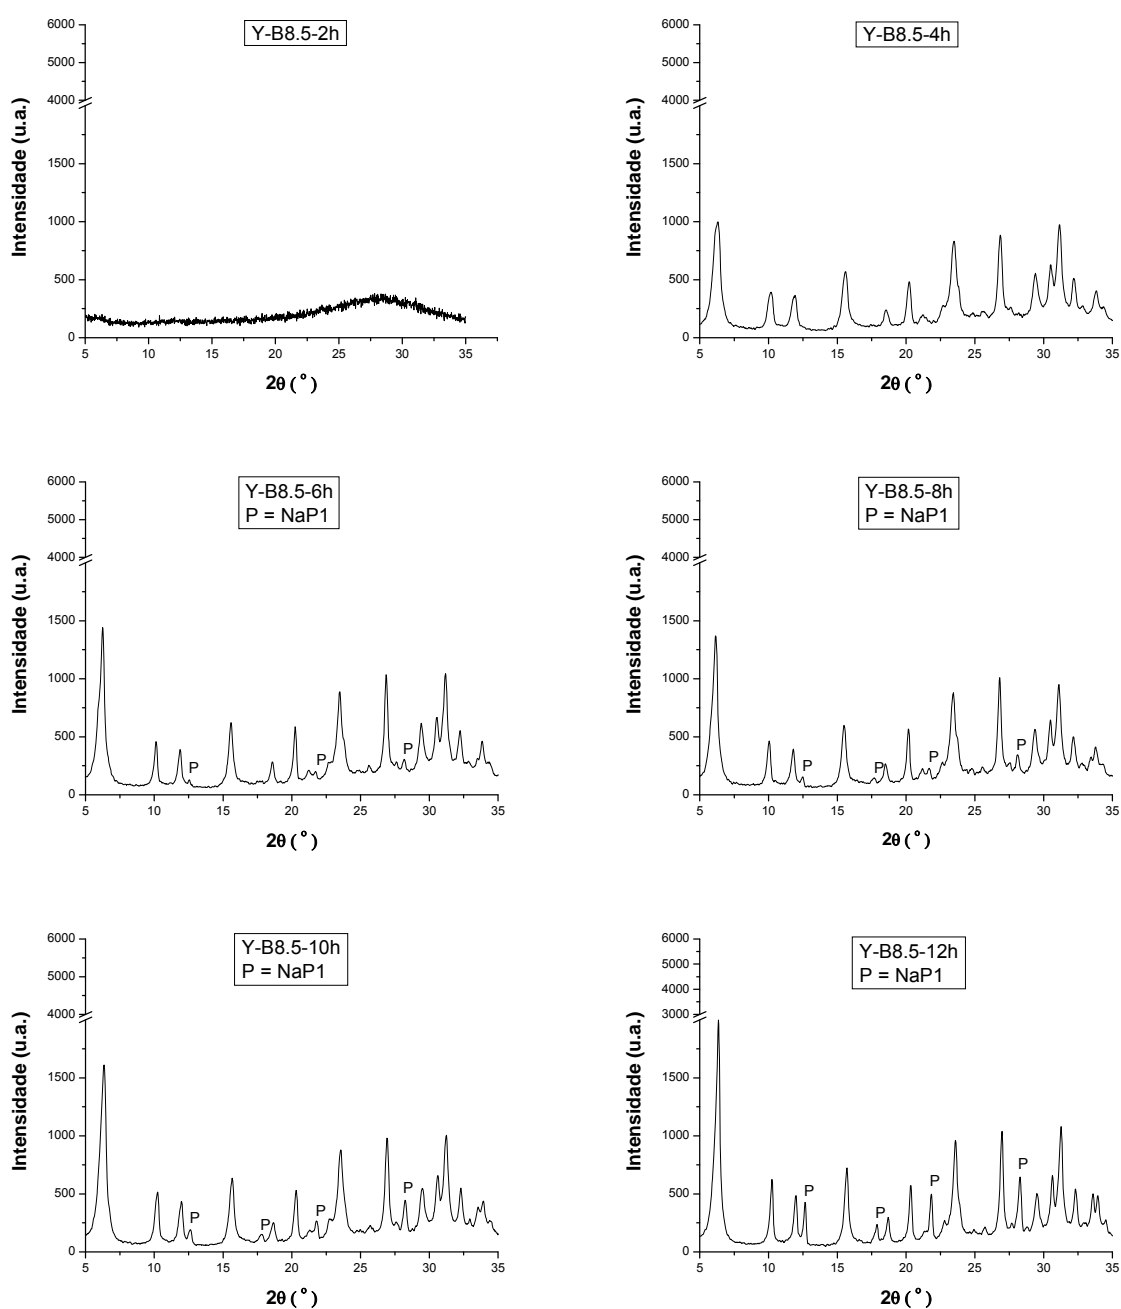 Y-B8.5-2h
6000
5000
4000
1500
1000
500
0
Intensidade (u.a.)
5 10 15 20 25 30 35
2θ ( º )
Y-B8.5-4h
6000
5000
4000
1500
1000
500
0
Intensidade (u.a.)
5 10 15 20 25 30 35
2θ ( º )
Y-B8.5-6h
P = NaP1
6000
5000
4000
1500
1000
500
0
Intensidade (u.a.)
P P P
5 10 15 20 25 30 35
2θ ( º )
Y-B8.5-8h
P = NaP1
6000
5000
4000
1500
1000
500
0
Intensidade (u.a.)
P P P P
5 10 15 20 25 30 35
2θ ( º )
Y-B8.5-10h
P = NaP1
6000
5000
4000
1500
1000
500
0
Intensidade (u.a.)
P P P P
5 10 15 20 25 30 35
2θ ( º )
Y-B8.5-12h
P = NaP1
6000
5000
4000
3000
1500
1000
500
0
Intensidade (u.a.)
P P P P
5 10 15 20 25 30 35
2θ ( º )